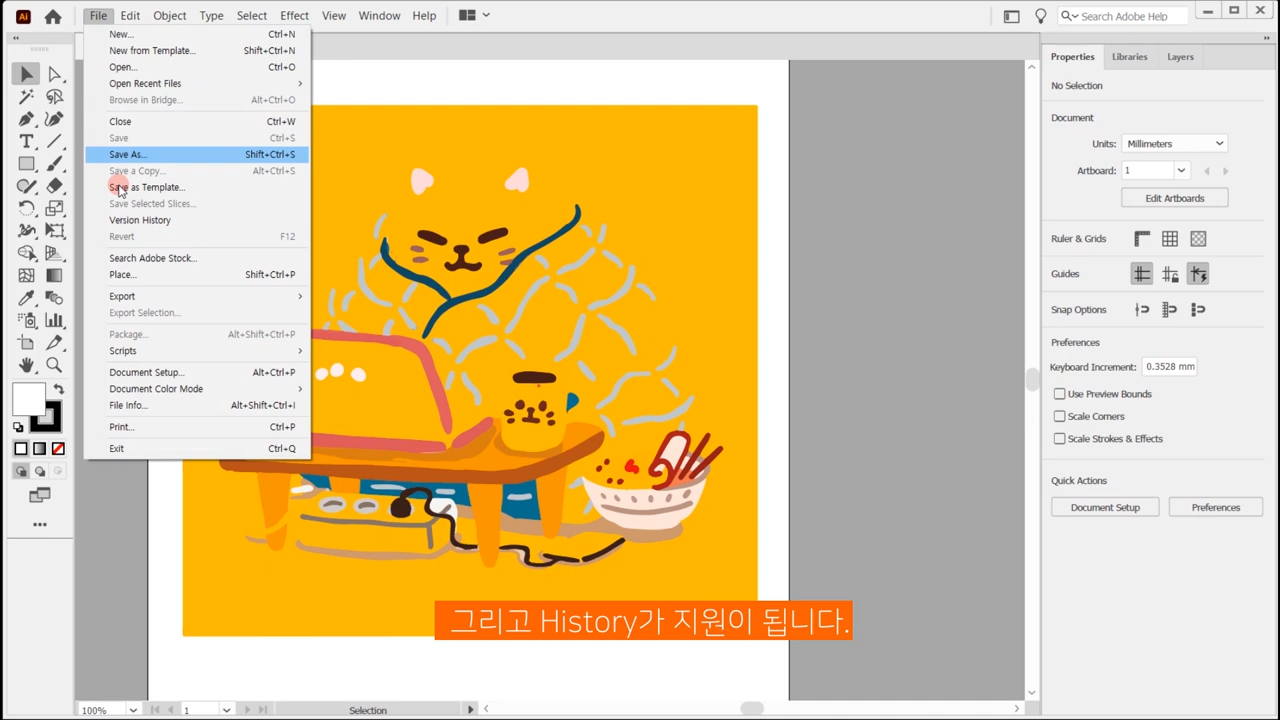 Ai
File Edit Object Type Select Effect View Window Help
Search Adobe Help
New... Ctrl+N
New from Template... Shift+Ctrl+N
Open... Ctrl+O
Open Recent Files
Browse in Bridge... Alt+Ctrl+O
Close Ctrl+W
Save Ctrl+S
Save As... Shift+Ctrl+S
Save a Copy... Alt+Ctrl+S
Save as Template...
Save Selected Slices...
Version History
Revert F12
Search Adobe Stock...
Place... Shift+Ctrl+P
Export
Export Selection...
Package... Alt+Shift+Ctrl+P
Scripts
Document Setup... Alt+Ctrl+P
Document Color Mode
File Info... Alt+Shift+Ctrl+I
Print... Ctrl+P
Exit Ctrl+Q
Properties Libraries Layers
No Selection
Document
Units: Millimeters
Artboard: 1
Edit Artboards
Ruler & Grids
Guides
Snap Options
Preferences
Keyboard Increment: 0.3528 mm
Use Preview Bounds
Scale Corners
Scale Strokes & Effects
Quick Actions
Document Setup Preferences
그리고 History가 지원이 됩니다.
100% 1 Selection